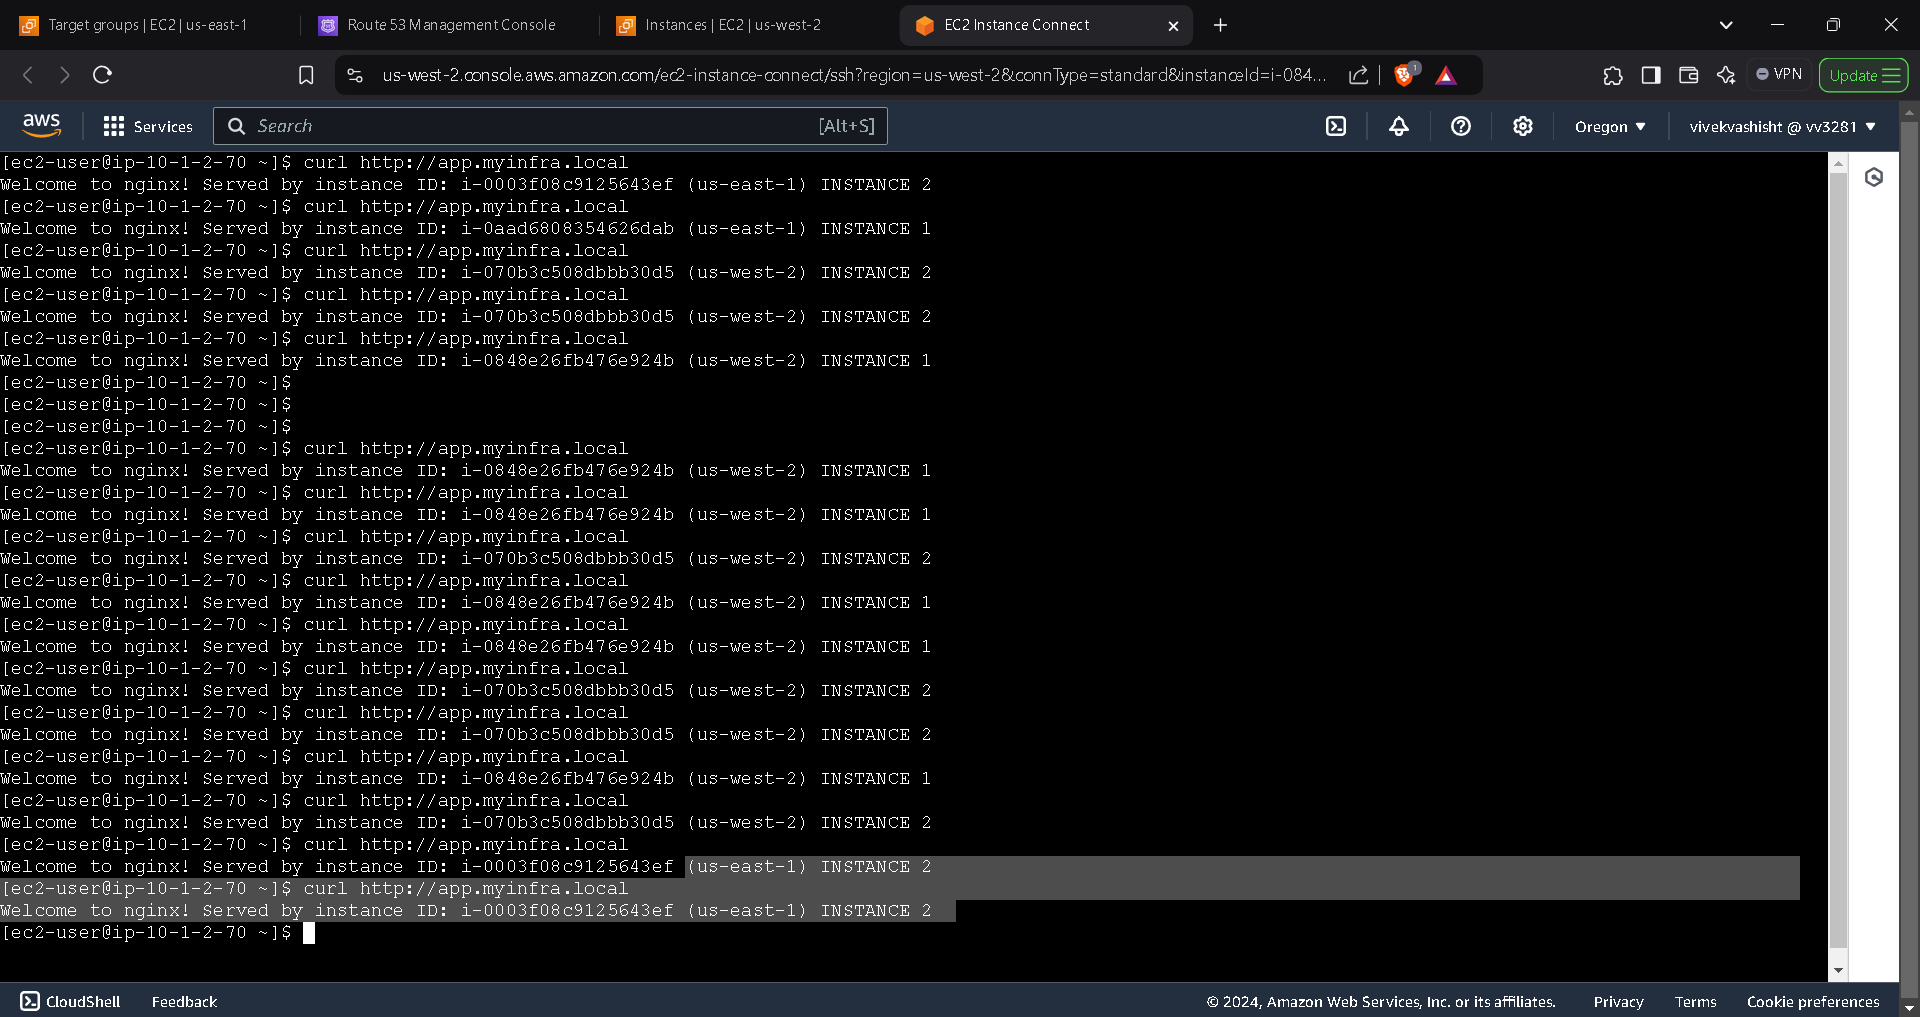 Target groups | EC2 | us-east-1
Route 53 Management Console
Instances | EC2 | us-west-2
EC2 Instance Connect
us-west-2.console.aws.amazon.com/ec2-instance-connect/ssh?region=us-west-2&connType=standard&instanceId=i-084...
1
VPN
Update
aws
Services
Search
[Alt+S]
Oregon
vivekvashisht @ vv3281
[ec2-user@ip-10-1-2-70 ~]$ curl http://app.myinfra.local
Welcome to nginx! Served by instance ID: i-0003f08c9125643ef (us-east-1) INSTANCE 2
[ec2-user@ip-10-1-2-70 ~]$ curl http://app.myinfra.local
Welcome to nginx! Served by instance ID: i-0aad6808354626dab (us-east-1) INSTANCE 1
[ec2-user@ip-10-1-2-70 ~]$ curl http://app.myinfra.local
Welcome to nginx! Served by instance ID: i-070b3c508dbbb30d5 (us-west-2) INSTANCE 2
[ec2-user@ip-10-1-2-70 ~]$ curl http://app.myinfra.local
Welcome to nginx! Served by instance ID: i-070b3c508dbbb30d5 (us-west-2) INSTANCE 2
[ec2-user@ip-10-1-2-70 ~]$ curl http://app.myinfra.local
Welcome to nginx! Served by instance ID: i-0848e26fb476e924b (us-west-2) INSTANCE 1
[ec2-user@ip-10-1-2-70 ~]$
[ec2-user@ip-10-1-2-70 ~]$
[ec2-user@ip-10-1-2-70 ~]$
[ec2-user@ip-10-1-2-70 ~]$ curl http://app.myinfra.local
Welcome to nginx! Served by instance ID: i-0848e26fb476e924b (us-west-2) INSTANCE 1
[ec2-user@ip-10-1-2-70 ~]$ curl http://app.myinfra.local
Welcome to nginx! Served by instance ID: i-0848e26fb476e924b (us-west-2) INSTANCE 1
[ec2-user@ip-10-1-2-70 ~]$ curl http://app.myinfra.local
Welcome to nginx! Served by instance ID: i-070b3c508dbbb30d5 (us-west-2) INSTANCE 2
[ec2-user@ip-10-1-2-70 ~]$ curl http://app.myinfra.local
Welcome to nginx! Served by instance ID: i-0848e26fb476e924b (us-west-2) INSTANCE 1
[ec2-user@ip-10-1-2-70 ~]$ curl http://app.myinfra.local
Welcome to nginx! Served by instance ID: i-0848e26fb476e924b (us-west-2) INSTANCE 1
[ec2-user@ip-10-1-2-70 ~]$ curl http://app.myinfra.local
Welcome to nginx! Served by instance ID: i-070b3c508dbbb30d5 (us-west-2) INSTANCE 2
[ec2-user@ip-10-1-2-70 ~]$ curl http://app.myinfra.local
Welcome to nginx! Served by instance ID: i-070b3c508dbbb30d5 (us-west-2) INSTANCE 2
[ec2-user@ip-10-1-2-70 ~]$ curl http://app.myinfra.local
Welcome to nginx! Served by instance ID: i-0848e26fb476e924b (us-west-2) INSTANCE 1
[ec2-user@ip-10-1-2-70 ~]$ curl http://app.myinfra.local
Welcome to nginx! Served by instance ID: i-070b3c508dbbb30d5 (us-west-2) INSTANCE 2
[ec2-user@ip-10-1-2-70 ~]$ curl http://app.myinfra.local
Welcome to nginx! Served by instance ID: i-0003f08c9125643ef (us-east-1) INSTANCE 2
[ec2-user@ip-10-1-2-70 ~]$ curl http://app.myinfra.local
Welcome to nginx! Served by instance ID: i-0003f08c9125643ef (us-east-1) INSTANCE 2
[ec2-user@ip-10-1-2-70 ~]$
CloudShell
Feedback
© 2024, Amazon Web Services, Inc. or its affiliates.
Privacy
Terms
Cookie preferences